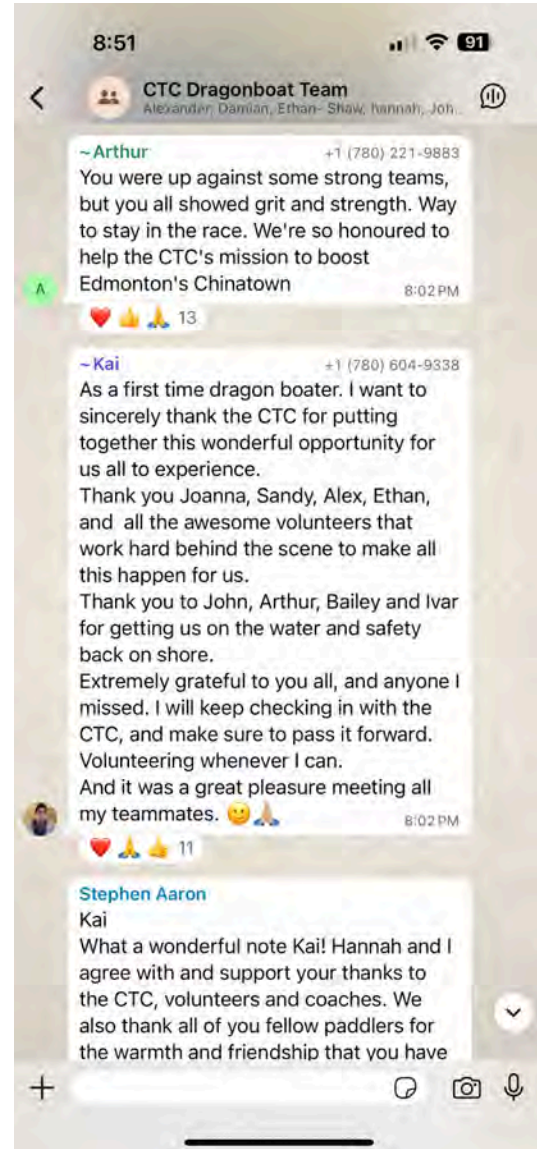 8:51
91
CTC Dragonboat Team
Alexander, Damian, Ethan- Shaw, hannah, Joh...
~Arthur +1 (780) 221-9883
You were up against some strong teams,
but you all showed grit and strength. Way
to stay in the race. We're so honoured to
help the CTC's mission to boost
Edmonton's Chinatown
8:02 PM
A
13
~Kai +1 (780) 604-9338
As a first time dragon boater. I want to
sincerely thank the CTC for putting
together this wonderful opportunity for
us all to experience.
Thank you Joanna, Sandy, Alex, Ethan,
and  all the awesome volunteers that
work hard behind the scene to make all
this happen for us.
Thank you to John, Arthur, Bailey and Ivar
for getting us on the water and safety
back on shore.
Extremely grateful to you all, and anyone I
missed. I will keep checking in with the
CTC, and make sure to pass it forward.
Volunteering whenever I can.
And it was a great pleasure meeting all
my teammates. 🙂🙏🏼
8:02 PM
11
Stephen Aaron
Kai
What a wonderful note Kai! Hannah and I
agree with and support your thanks to
the CTC, volunteers and coaches. We
also thank all of you fellow paddlers for
the warmth and friendship that you have